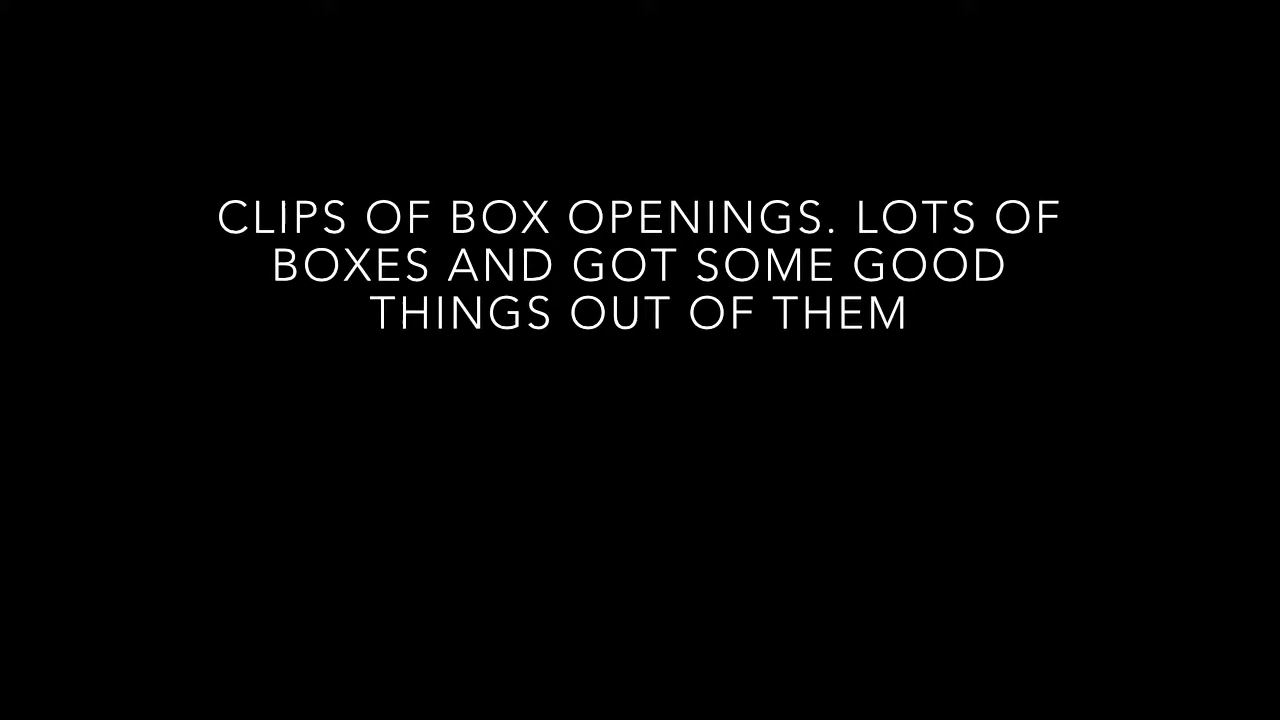 CLIPS OF BOX OPENINGS. LOTS OF
BOXES AND GOT SOME GOOD
THINGS OUT OF THEM